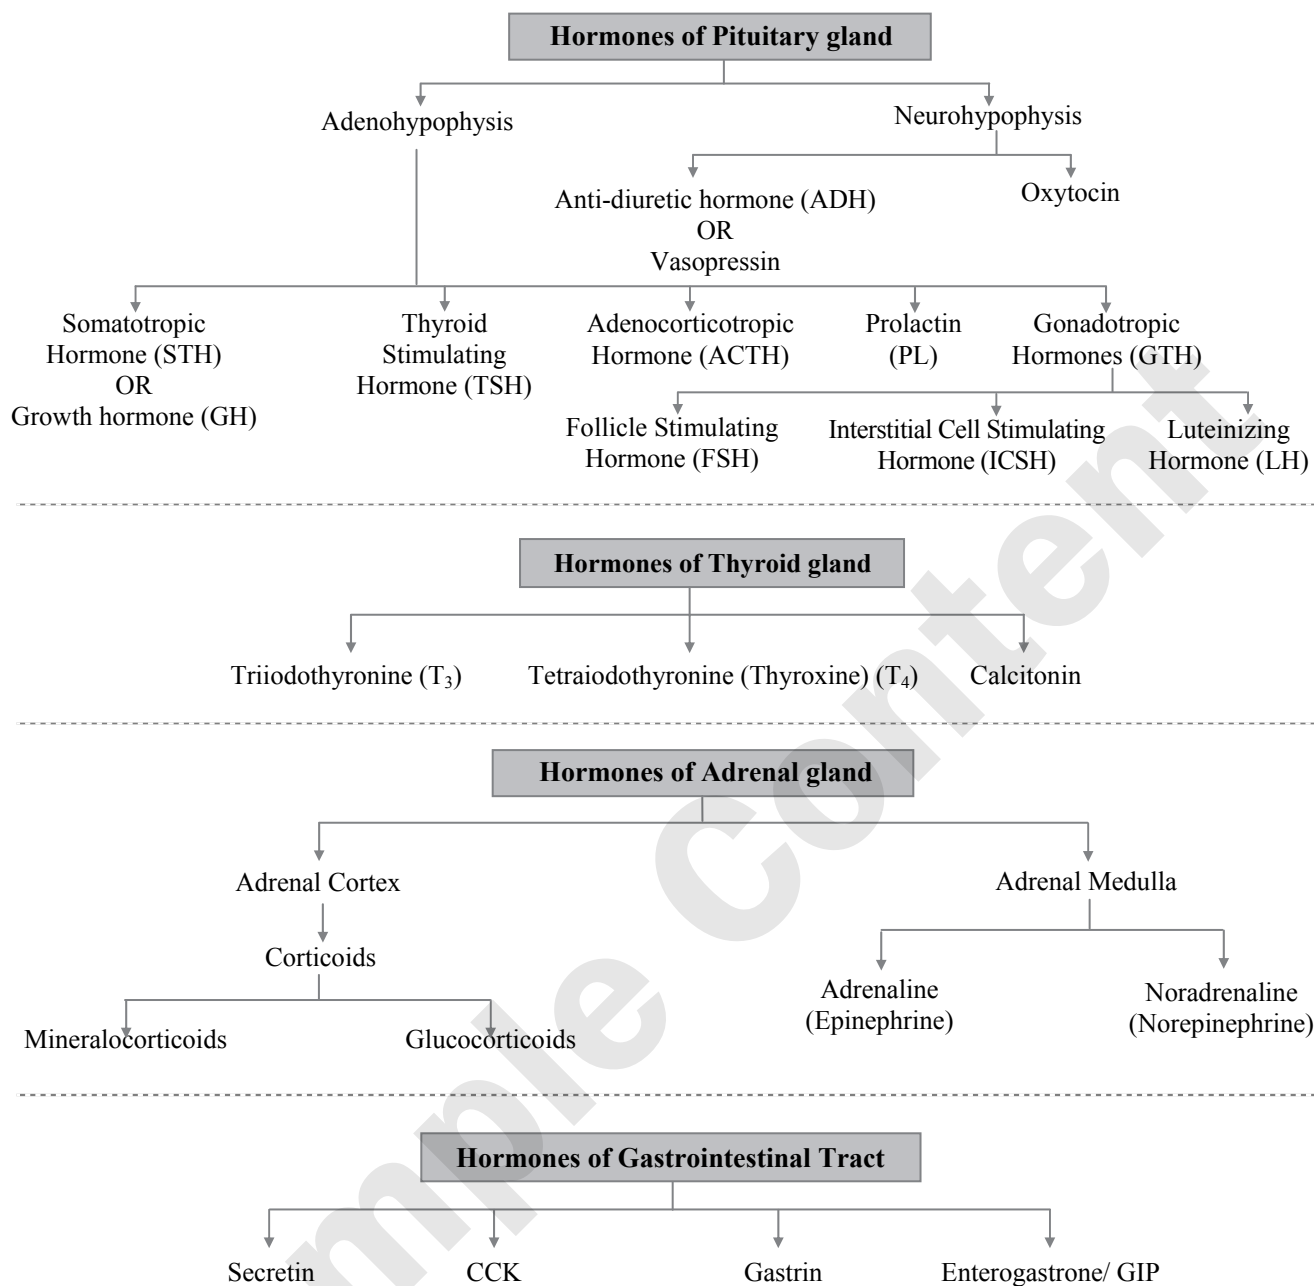 Hormones of Pituitary gland
Adenohypophysis
Neurohypophysis
Anti-diuretic hormone (ADH)
OR
Vasopressin
Oxytocin
Somatotropic
Hormone (STH)
OR
Growth hormone (GH)
Thyroid
Stimulating
Hormone (TSH)
Adenocorticotropic
Hormone (ACTH)
Prolactin
(PL)
Gonadotropic
Hormones (GTH)
Follicle Stimulating
Hormone (FSH)
Interstitial Cell Stimulating
Hormone (ICSH)
Luteinizing
Hormone (LH)
Hormones of Thyroid gland
Triiodothyronine (T3)
Tetraiodothyronine (Thyroxine) (T4)
Calcitonin
Hormones of Adrenal gland
Adrenal Cortex
Adrenal Medulla
Corticoids
Mineralocorticoids
Glucocorticoids
Adrenaline
(Epinephrine)
Noradrenaline
(Norepinephrine)
Hormones of Gastrointestinal Tract
Secretin
CCK
Gastrin
Enterogastrone/ GIP
mple Content